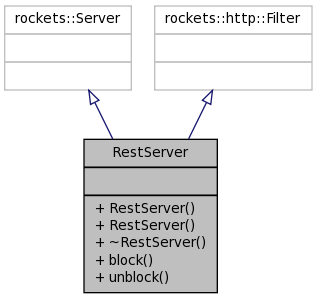 rockets::Server
rockets::http::Filter
RestServer
+ RestServer()
+ RestServer()
+ ~RestServer()
+ block()
+ unblock()